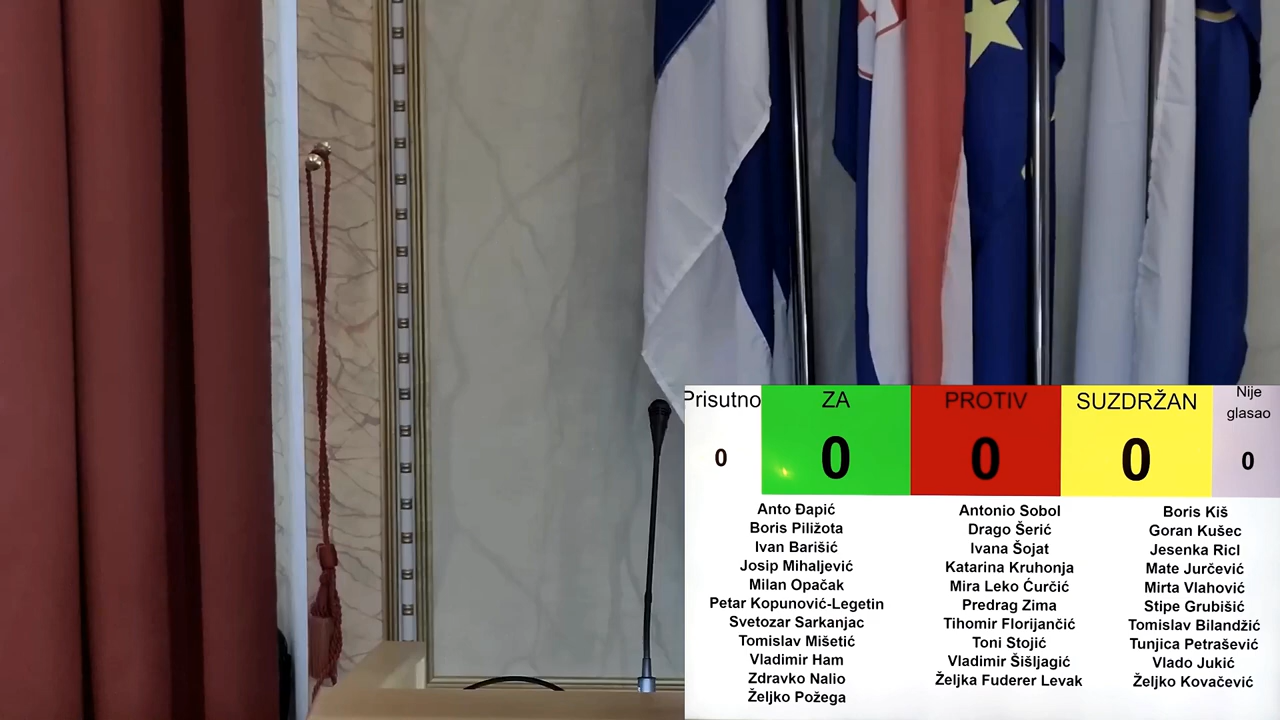 Prisutno ZA PROTIV SUZDRŽAN Nije glasao
0 0 0 0 0
Anto Đapić Antonio Sobol Boris Kiš
Boris Piližota Drago Šerić Goran Kušec
Ivan Barišić Ivana Šojat Jesenka Ricl
Josip Mihaljević Katarina Kruhonja Mate Jurčević
Milan Opačak Mira Leko Ćurčić Mirta Vlahović
Petar Kopunović-Legetin Predrag Zima Stipe Grubišić
Svetozar Sarkanjac Tihomir Florijančić Tomislav Bilandžić
Tomislav Mišetić Toni Stojić Tunjica Petrašević
Vladimir Ham Vladimir Šišljagić Vlado Jukić
Zdravko Nalio Željka Fuderer Levak Željko Kovačević
Željko Požega